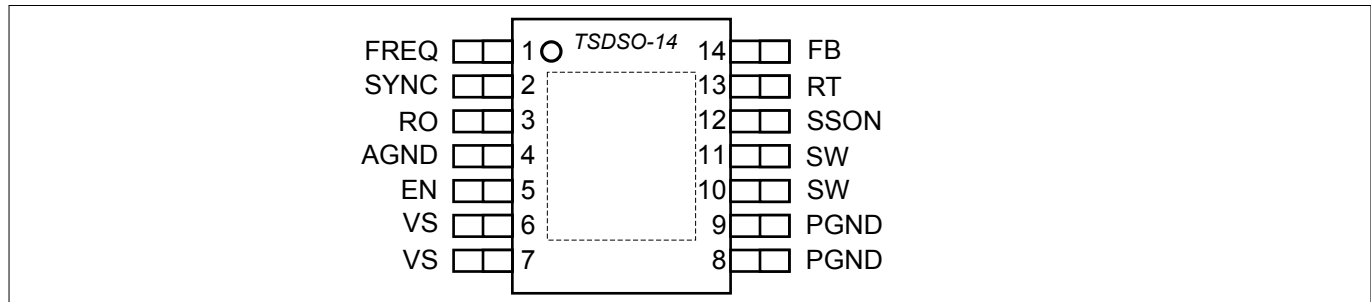 FREQ 1 TSDSO-14 14 FB
SYNC 2 13 RT
RO 3 12 SSON
AGND 4 11 SW
EN 5 10 SW
VS 6 9 PGND
VS 7 8 PGND